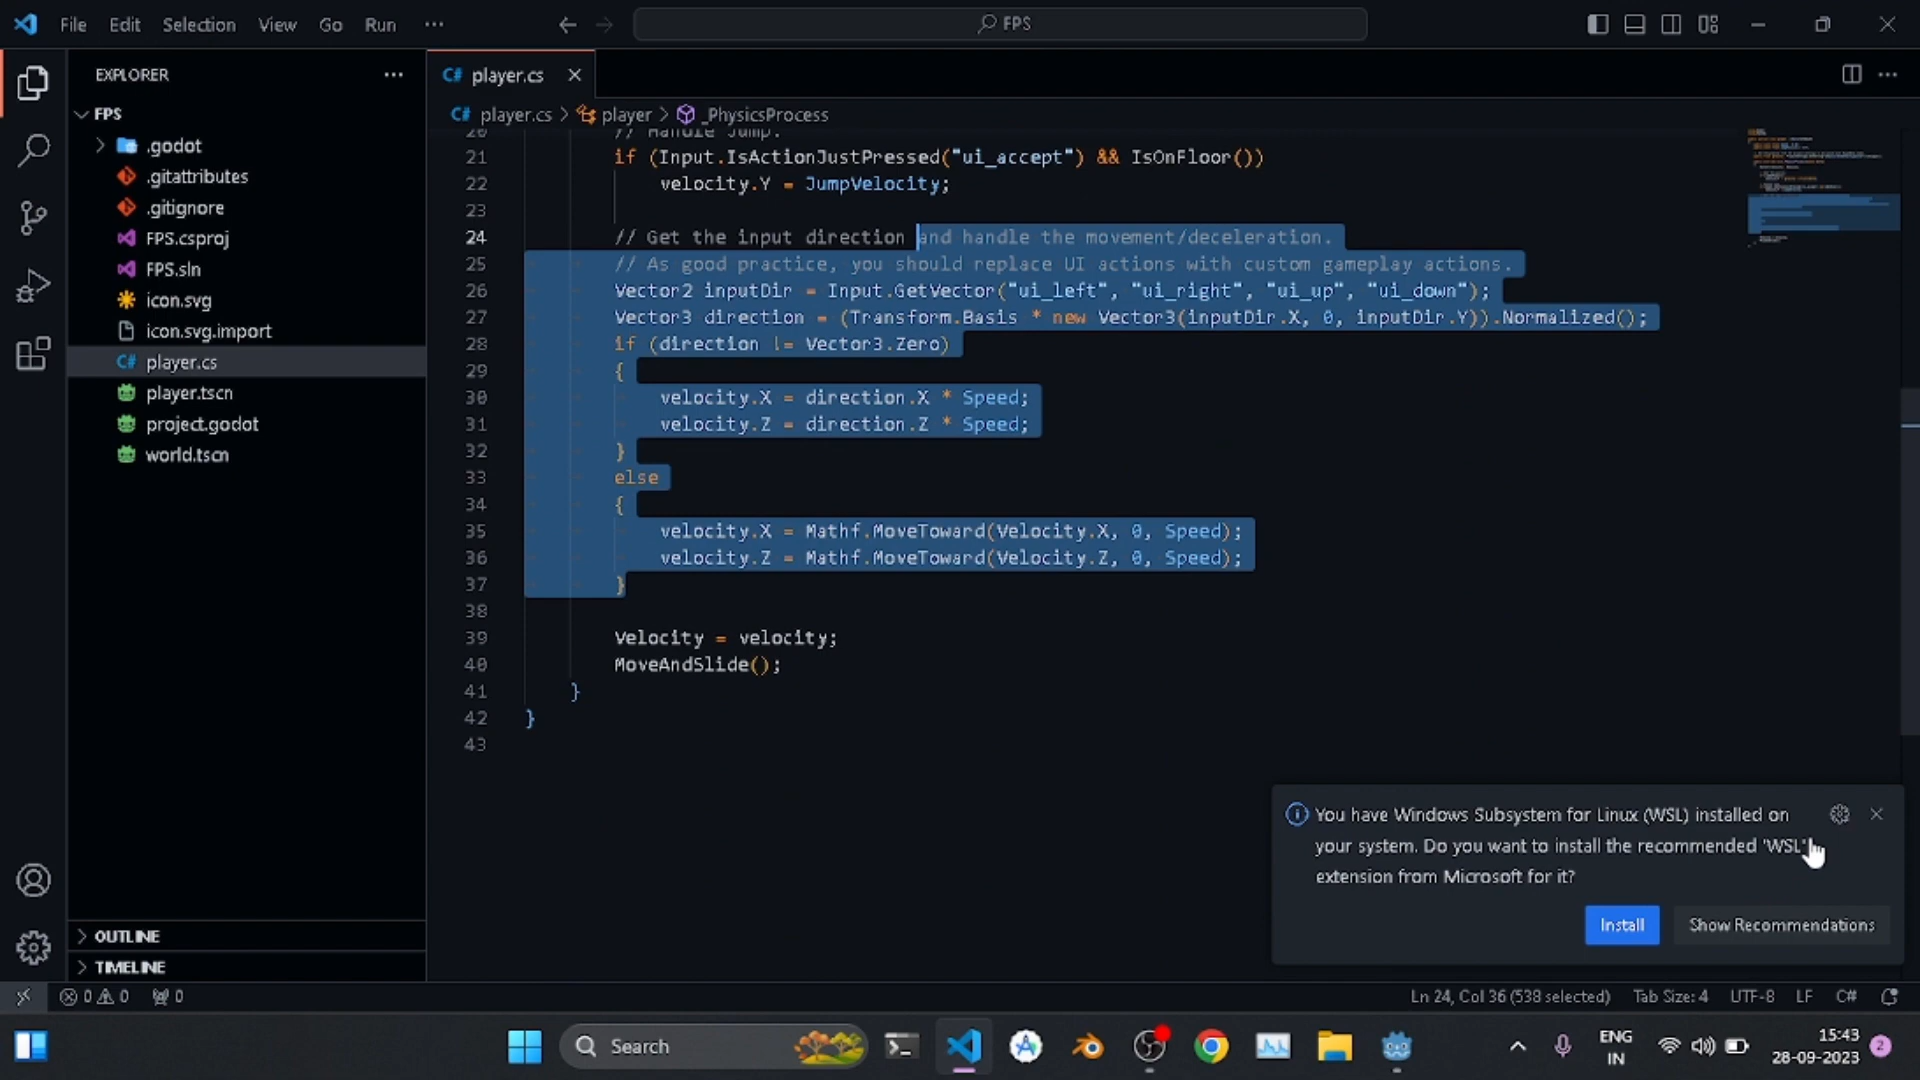 File Edit Selection View Go Run ···
FPS
EXPLORER
player.cs
FPS
player.cs > player > _PhysicsProcess
.godot
.gitattributes
.gitignore
FPS.csproj
FPS.sln
icon.svg
icon.svg.import
player.cs
player.tscn
project.godot
world.tscn
OUTLINE
TIMELINE
20 // Handle Jump.
21 if (Input.IsActionJustPressed("ui_accept") && IsOnFloor())
22 velocity.Y = JumpVelocity;
23
24 // Get the input direction and handle the movement/deceleration.
25 // As good practice, you should replace UI actions with custom gameplay actions.
26 Vector2 inputDir = Input.GetVector("ui_left", "ui_right", "ui_up", "ui_down");
27 Vector3 direction = (Transform.Basis * new Vector3(inputDir.X, 0, inputDir.Y)).Normalized();
28 if (direction != Vector3.Zero)
29 {
30 velocity.X = direction.X * Speed;
31 velocity.Z = direction.Z * Speed;
32 }
33 else
34 {
35 velocity.X = Mathf.MoveToward(Velocity.X, 0, Speed);
36 velocity.Z = Mathf.MoveToward(Velocity.Z, 0, Speed);
37 }
38
39 Velocity = velocity;
40 MoveAndSlide();
41 }
42 }
43
You have Windows Subsystem for Linux (WSL) installed on
your system. Do you want to install the recommended 'WSL'
extension from Microsoft for it?
Install Show Recommendations
0 0 0
Ln 24, Col 36 (538 selected) Tab Size: 4 UTF-8 LF C#
Search
ENG
IN
15:43
28-09-2023
2